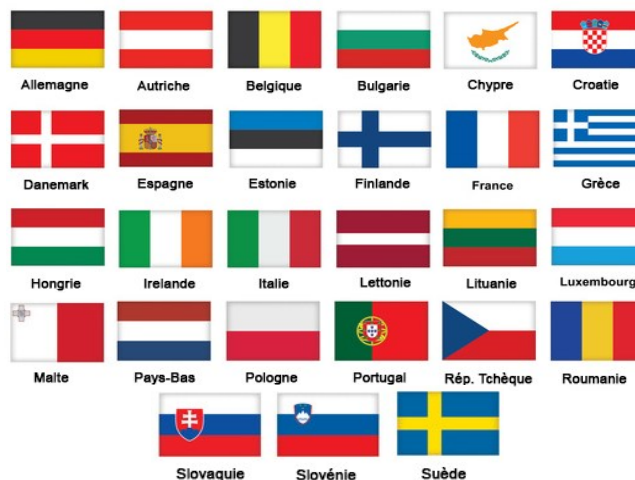 Allemagne Autriche Belgique Bulgarie Chypre Croatie
Danemark Espagne Estonie Finlande France Grèce
Hongrie Irelande Italie Lettonie Lituanie Luxembourg
Malte Pays-Bas Pologne Portugal Rép. Tchèque Roumanie
Slovaquie Slovénie Suède